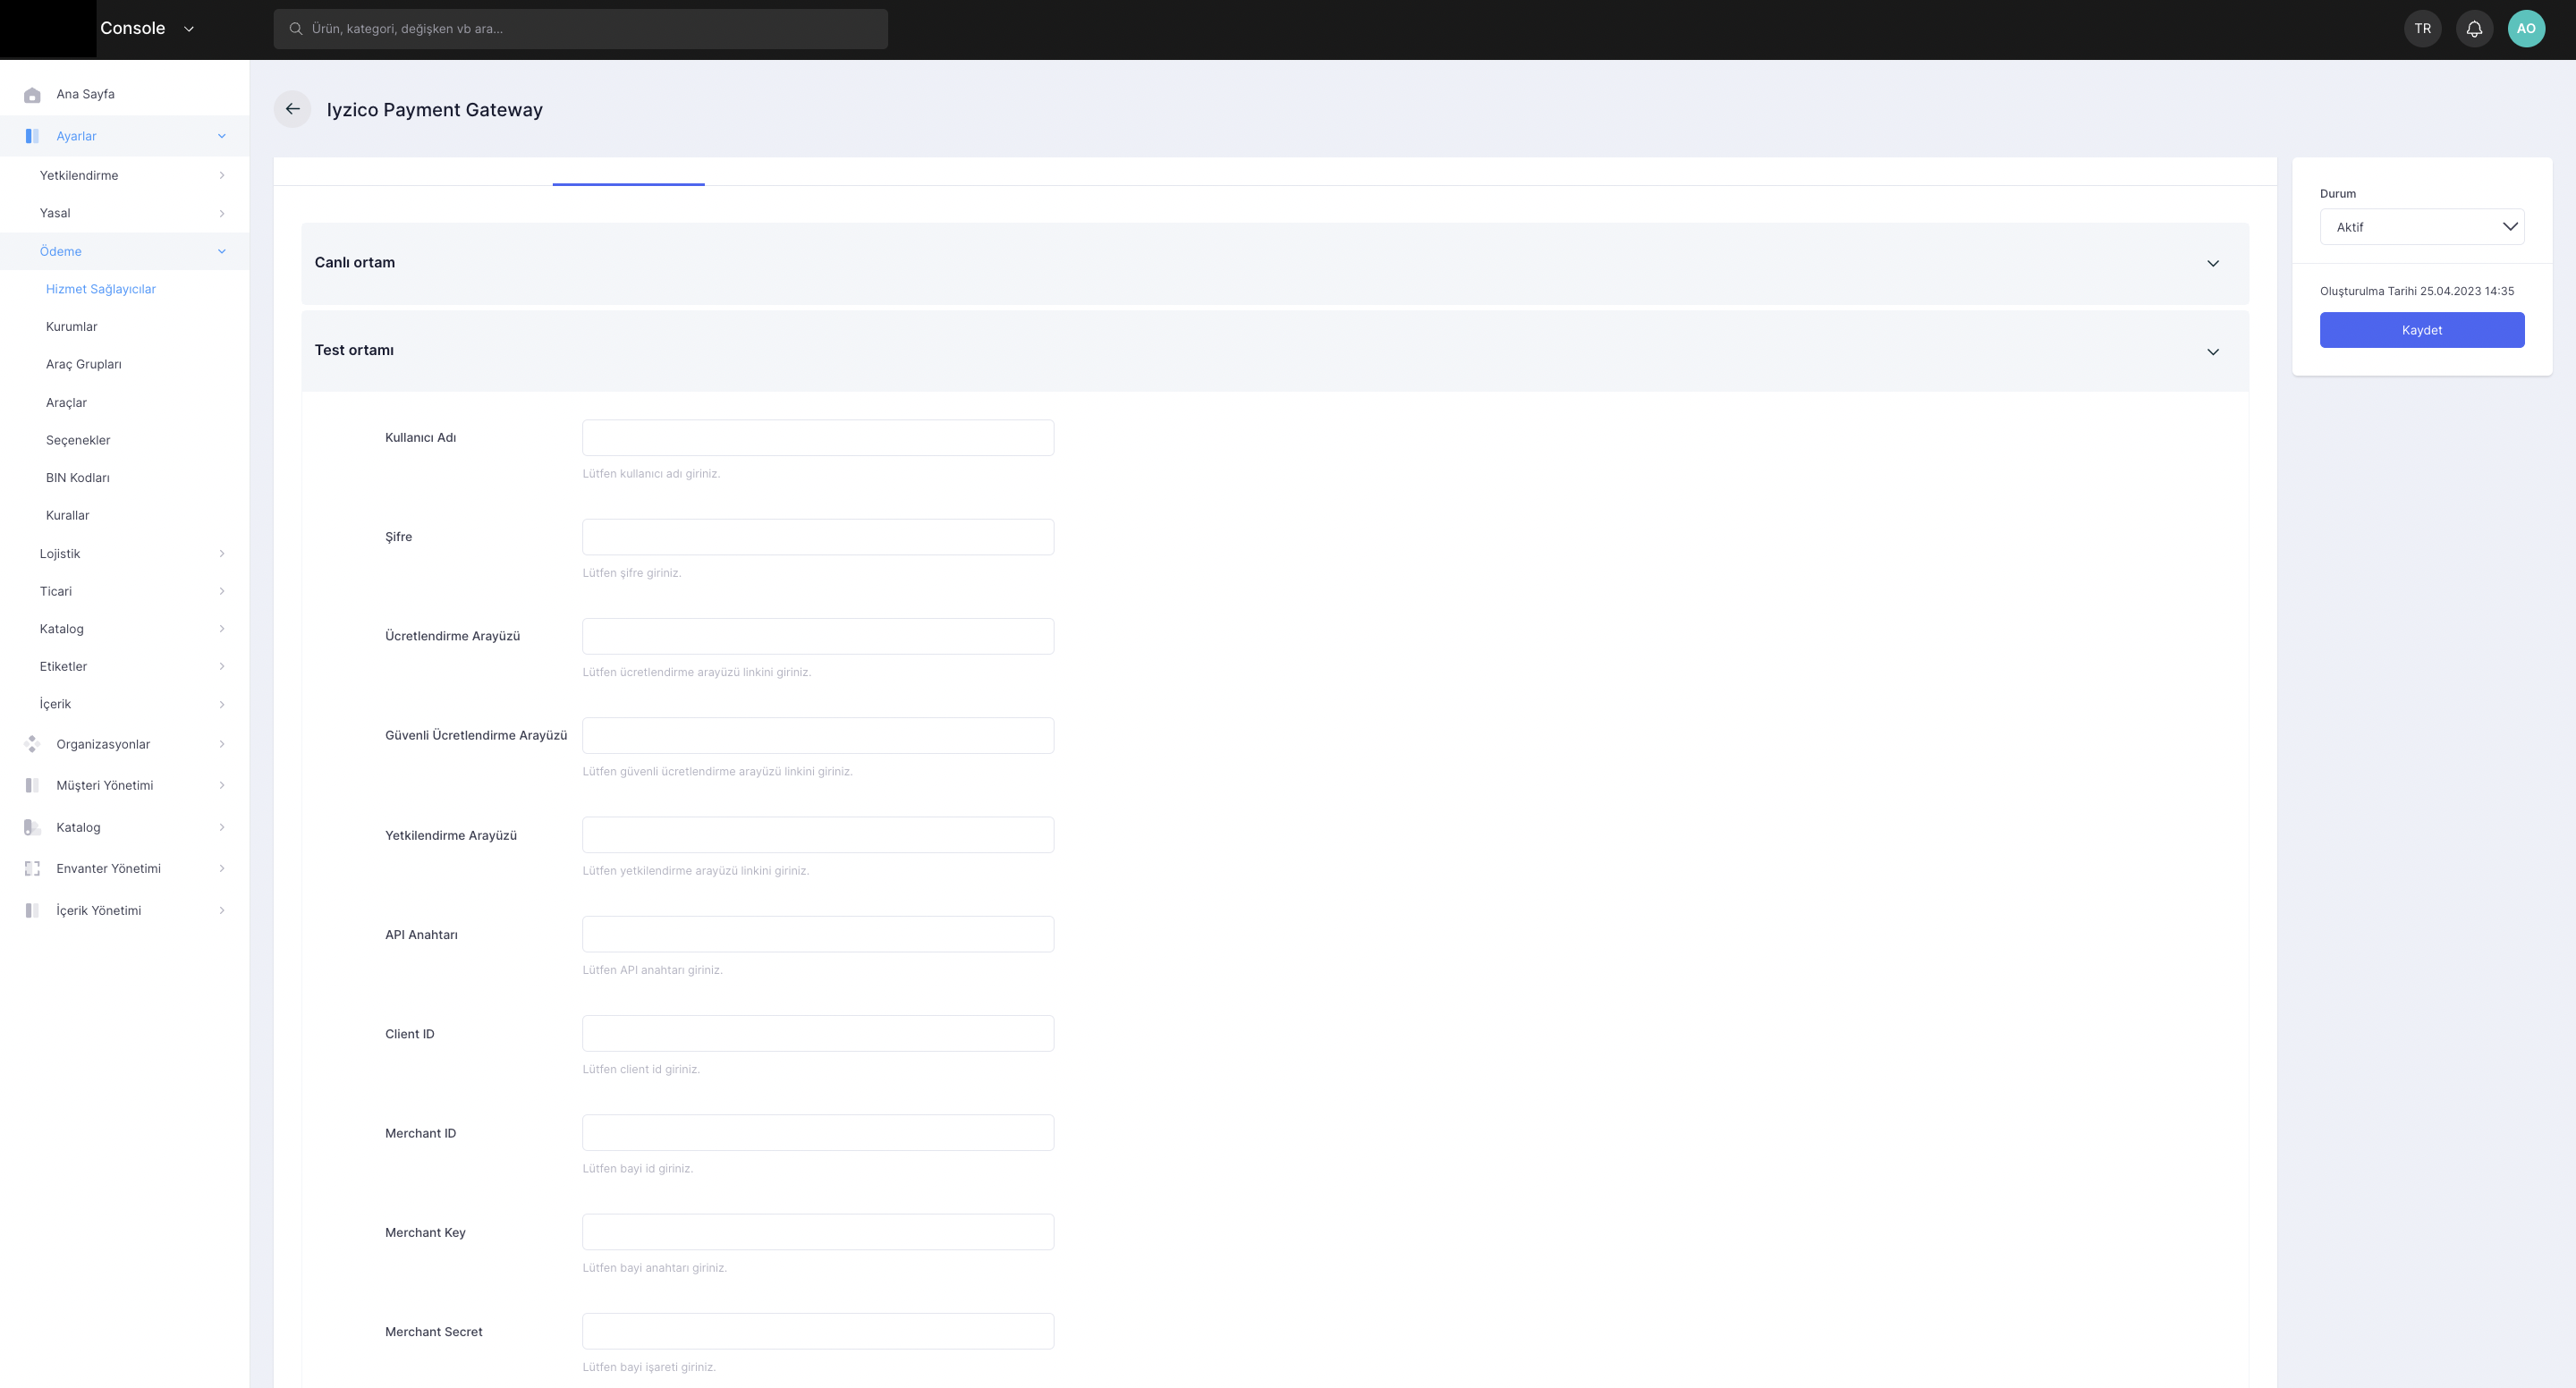 Console
Ürün, kategori, değişken vb ara...
TR
AO
Ana Sayfa
Ayarlar
Yetkilendirme
Yasal
Ödeme
Hizmet Sağlayıcılar
Kurumlar
Araç Grupları
Araçlar
Seçenekler
BIN Kodları
Kurallar
Lojistik
Ticari
Katalog
Etiketler
İçerik
Organizasyonlar
Müşteri Yönetimi
Katalog
Envanter Yönetimi
İçerik Yönetimi
Iyzico Payment Gateway
Canlı ortam
Test ortamı
Kullanıcı Adı
Lütfen kullanıcı adı giriniz.
Şifre
Lütfen şifre giriniz.
Ücretlendirme Arayüzü
Lütfen ücretlendirme arayüzü linkini giriniz.
Güvenli Ücretlendirme Arayüzü
Lütfen güvenli ücretlendirme arayüzü linkini giriniz.
Yetkilendirme Arayüzü
Lütfen yetkilendirme arayüzü linkini giriniz.
API Anahtarı
Lütfen API anahtarı giriniz.
Client ID
Lütfen client id giriniz.
Merchant ID
Lütfen bayi id giriniz.
Merchant Key
Lütfen bayi anahtarı giriniz.
Merchant Secret
Lütfen bayi işareti giriniz.
Durum
Aktif
Oluşturulma Tarihi 25.04.2023 14:35
Kaydet